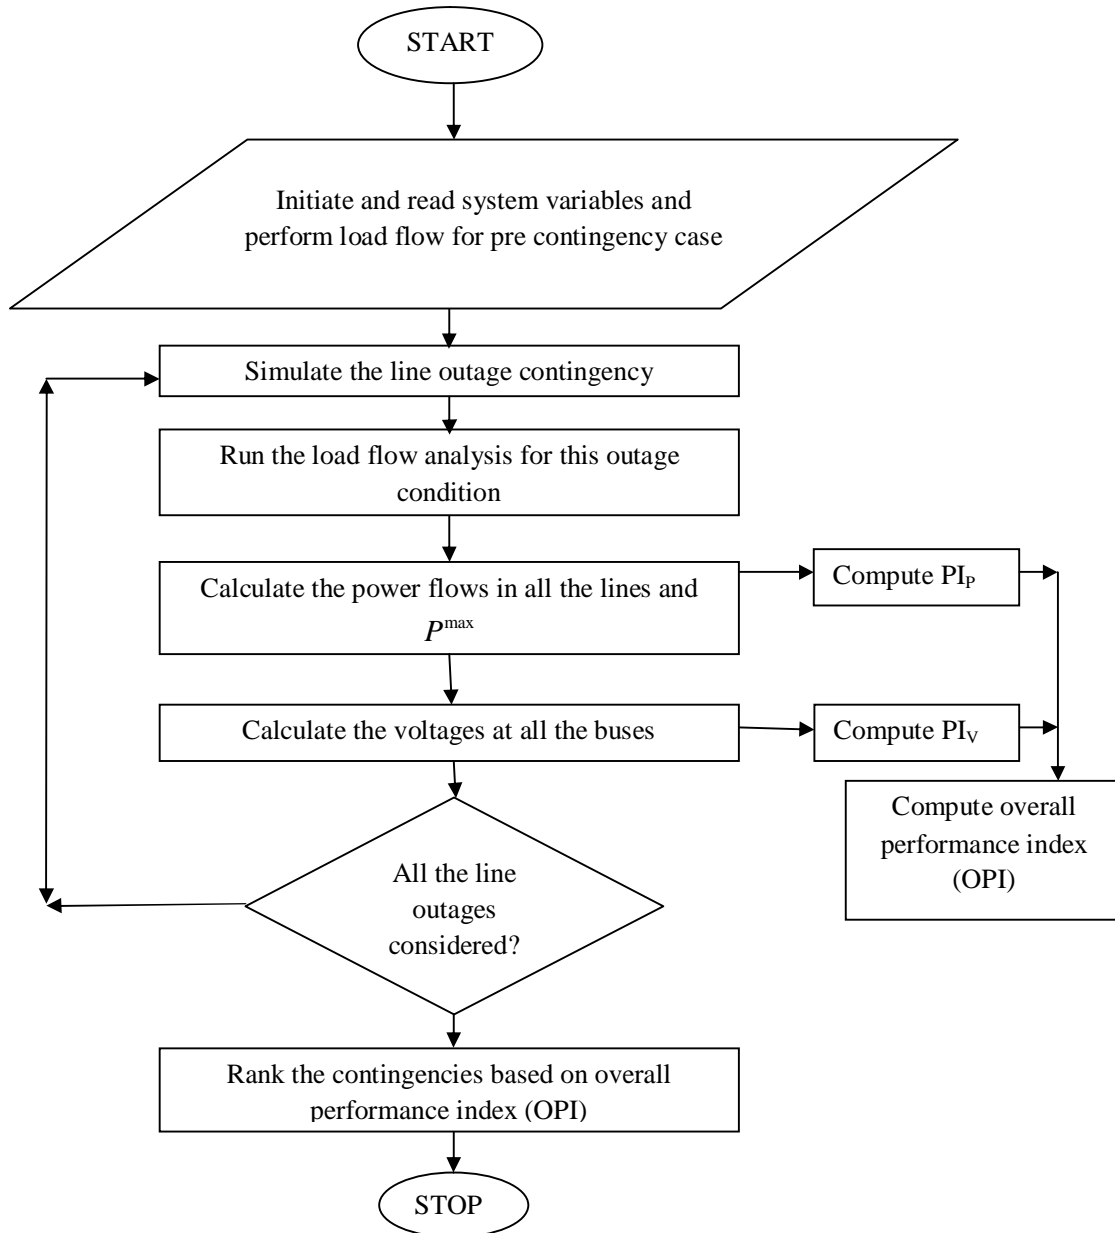 START
Initiate and read system variables and
perform load flow for pre contingency case
Simulate the line outage contingency
Run the load flow analysis for this outage
condition
Calculate the power flows in all the lines and
P^max
Compute PI_P
Calculate the voltages at all the buses
Compute PI_V
Compute overall
performance index
(OPI)
All the line
outages
considered?
Rank the contingencies based on overall
performance index (OPI)
STOP